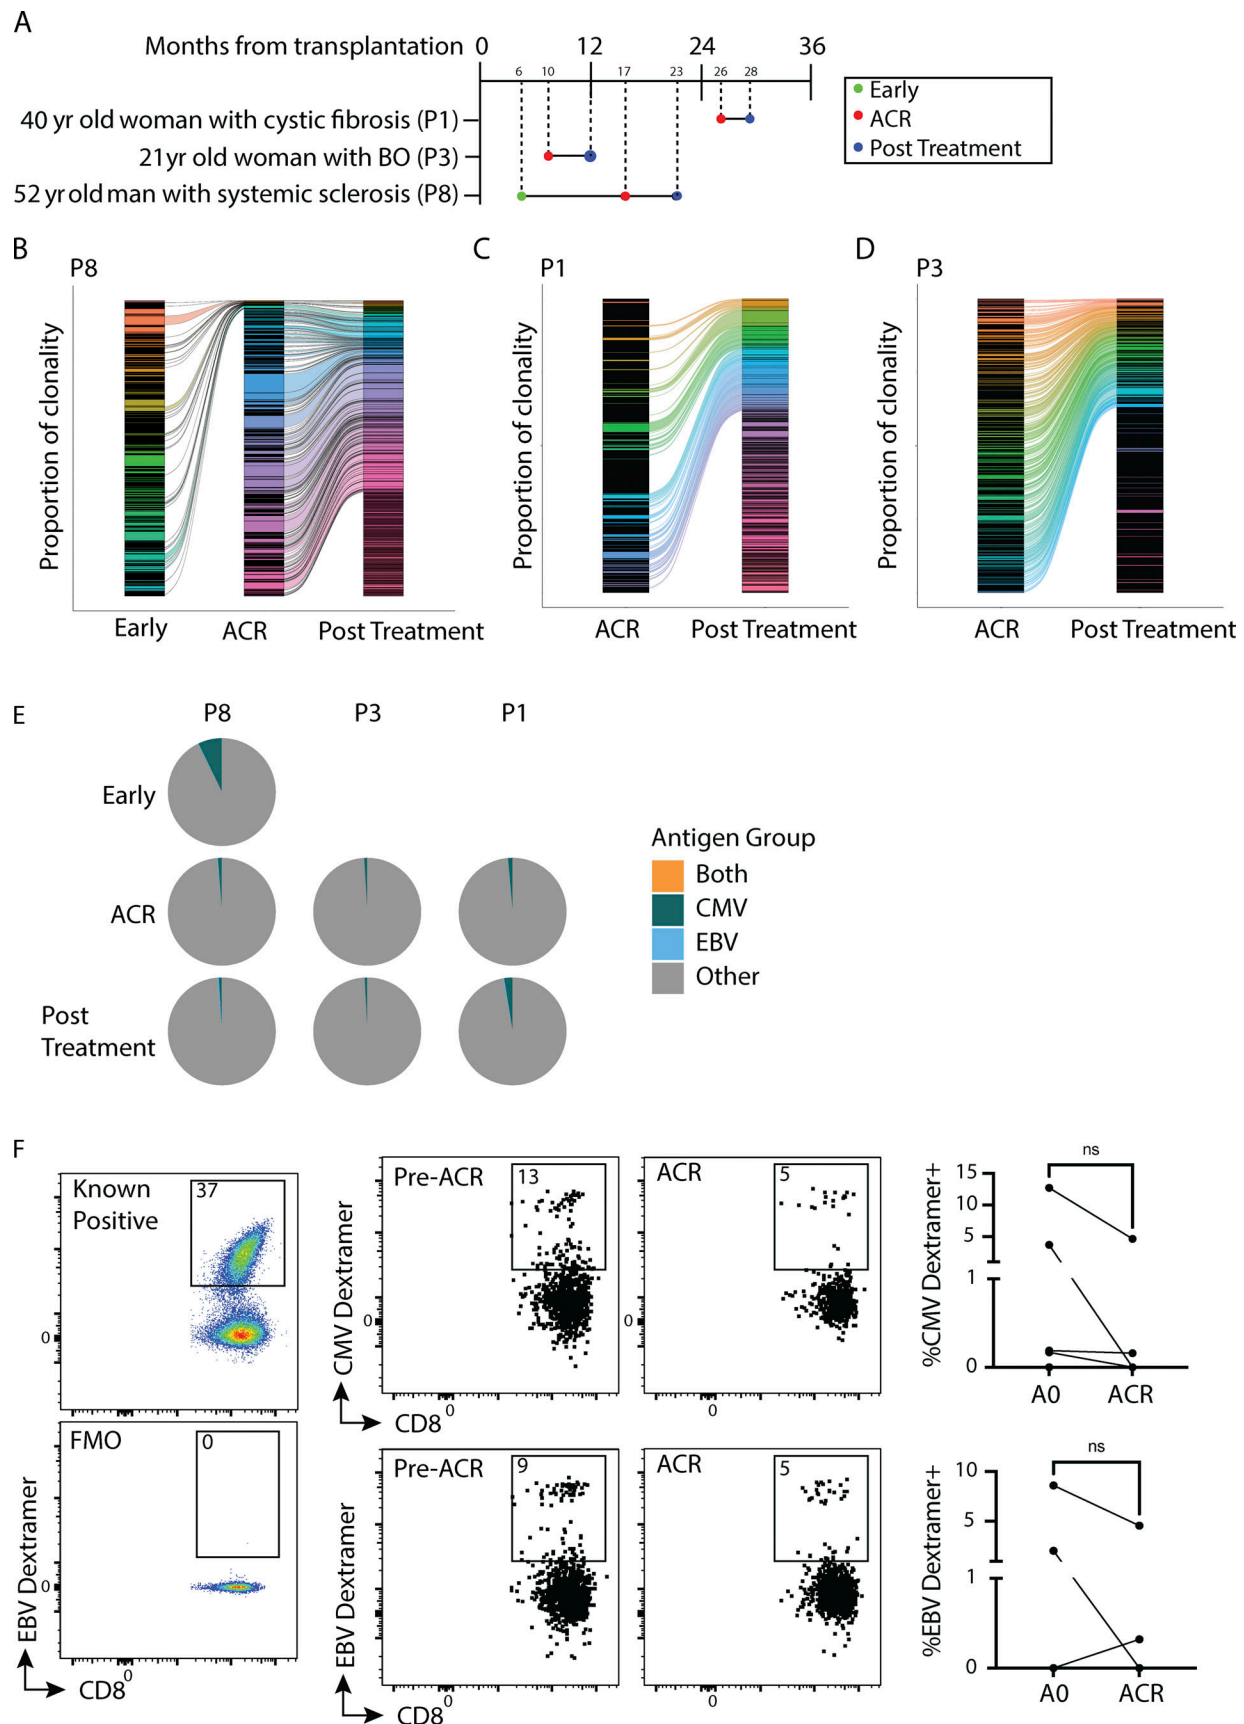 A
Months from transplantation 0 12 24 36
6 10 17 23 26 28
Early
ACR
Post Treatment
40 yr old woman with cystic fibrosis (P1)
21yr old woman with BO (P3)
52 yr old man with systemic sclerosis (P8)
B
P8
Proportion of clonality
Early ACR Post Treatment
C
P1
Proportion of clonality
ACR Post Treatment
D
P3
Proportion of clonality
ACR Post Treatment
E
P8 P3 P1
Early
ACR
Post
Treatment
Antigen Group
Both
CMV
EBV
Other
F
Known
Positive
37
0
FMO
0
0
EBV Dextramer
0
CD8
Pre-ACR
13
0
CMV Dextramer
0
CD8
ACR
5
0
0
Pre-ACR
9
0
EBV Dextramer
0
CD8
ACR
5
0
ns
15
10
5
1
0
%CMV Dextramer+
A0 ACR
ns
10
5
1
0
%EBV Dextramer+
A0 ACR